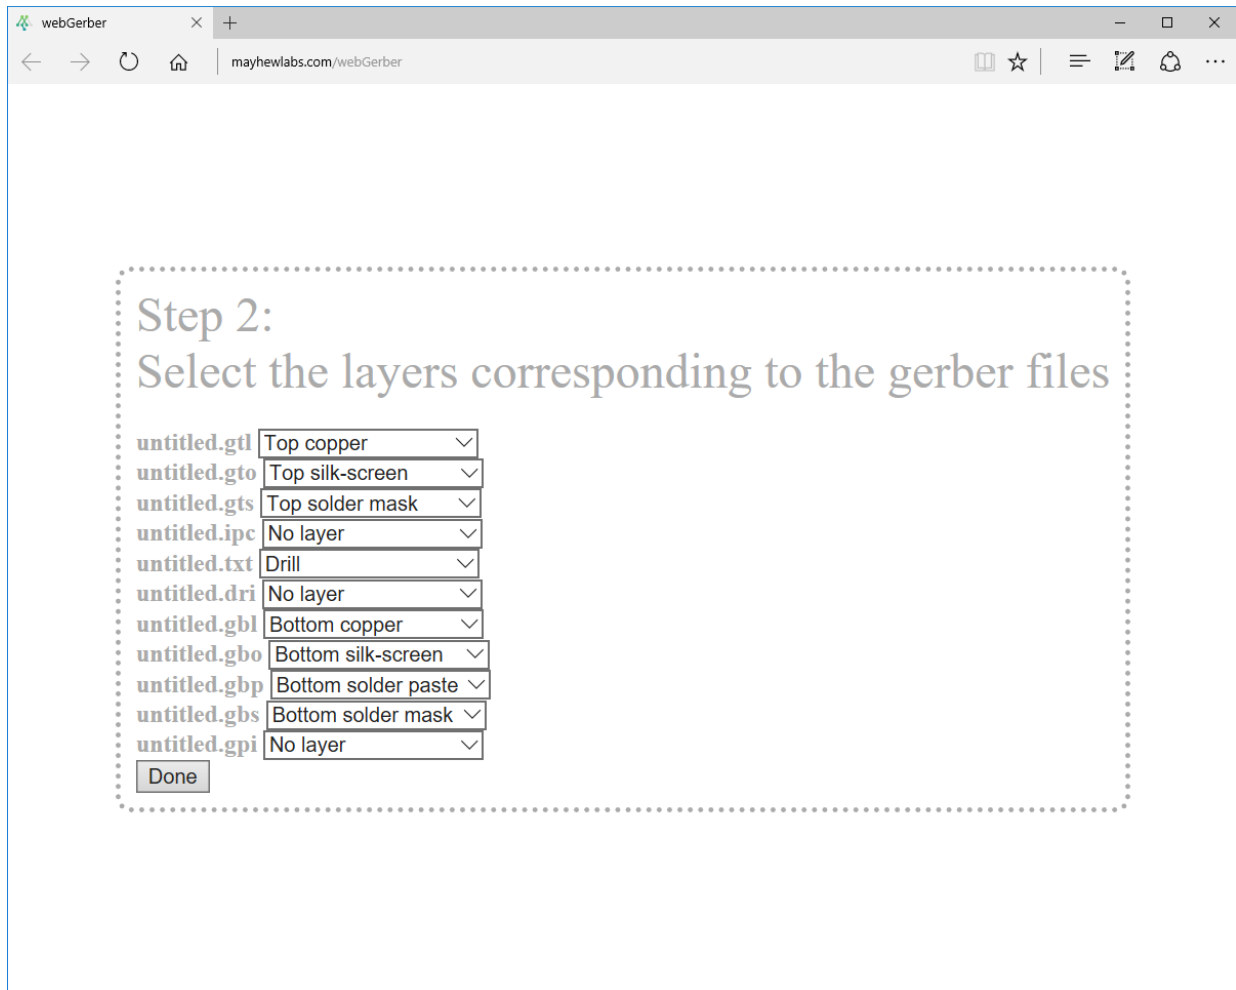 webGerber
mayhewlabs.com/webGerber
Step 2:
Select the layers corresponding to the gerber files
untitled.gtl Top copper
untitled.gto Top silk-screen
untitled.gts Top solder mask
untitled.ipc No layer
untitled.txt Drill
untitled.dri No layer
untitled.gbl Bottom copper
untitled.gbo Bottom silk-screen
untitled.gbp Bottom solder paste
untitled.gbs Bottom solder mask
untitled.gpi No layer
Done